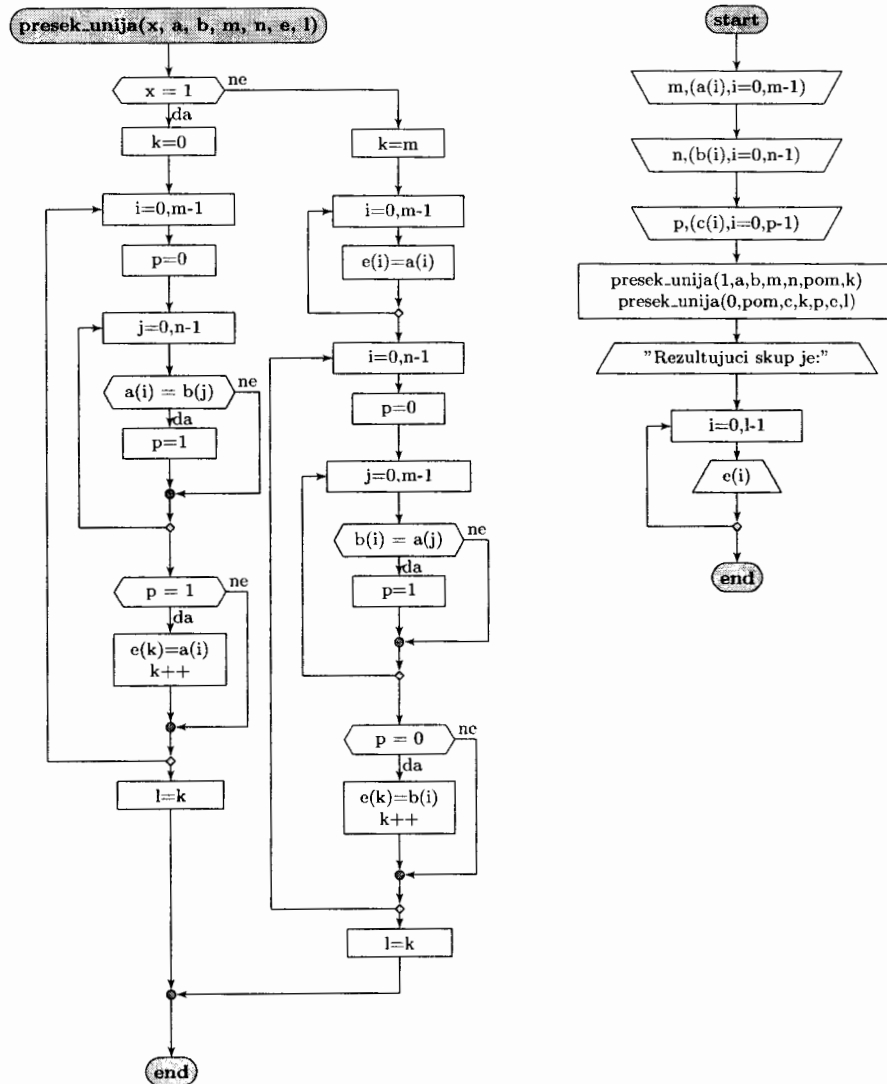 presek_unija(x, a, b, m, n, e, l)
x = 1
ne
da
k=0
i=0,m-1
p=0
j=0,n-1
a(i) = b(j)
ne
da
p=1
p = 1
ne
da
e(k)=a(i)
k++
l=k
end
k=m
i=0,m-1
e(i)=a(i)
i=0,n-1
p=0
j=0,m-1
b(i) = a(j)
ne
da
p=1
p = 0
ne
da
e(k)=b(i)
k++
l=k
start
m,(a(i),i=0,m-1)
n,(b(i),i=0,n-1)
p,(c(i),i=0,p-1)
presek_unija(1,a,b,m,n,pom,k)
presek_unija(0,pom,c,k,p,e,l)
"Rezultujuci skup je:"
i=0,l-1
e(i)
end